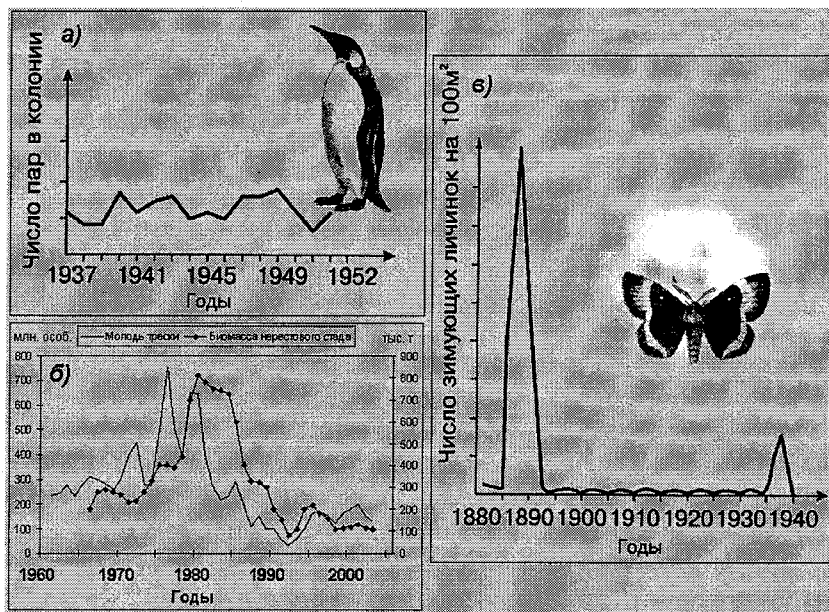 а)
Число пар в колонии
1937 1941 1945 1949 1952
Годы
млн. особ.
Молодь трески
Биомасса нерестового стада
тыс. т
б)
800
700
600
500
400
300
200
100
0
900
800
700
600
500
400
300
200
100
0
1960 1970 1980 1990 2000
Годы
в)
Число зимующих личинок на 100м²
1880 1890 1900 1910 1920 1930 1940
Годы